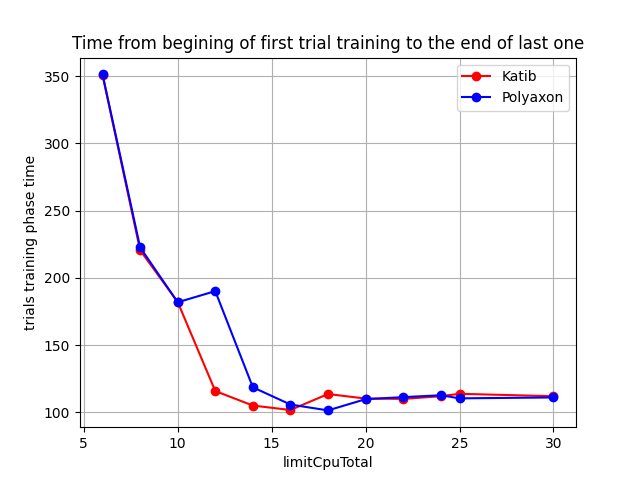 Time from begining of first trial training to the end of last one
Katib
Polyaxon
trials training phase time
350
300
250
200
150
100
5
10
15
20
25
30
limitCpuTotal